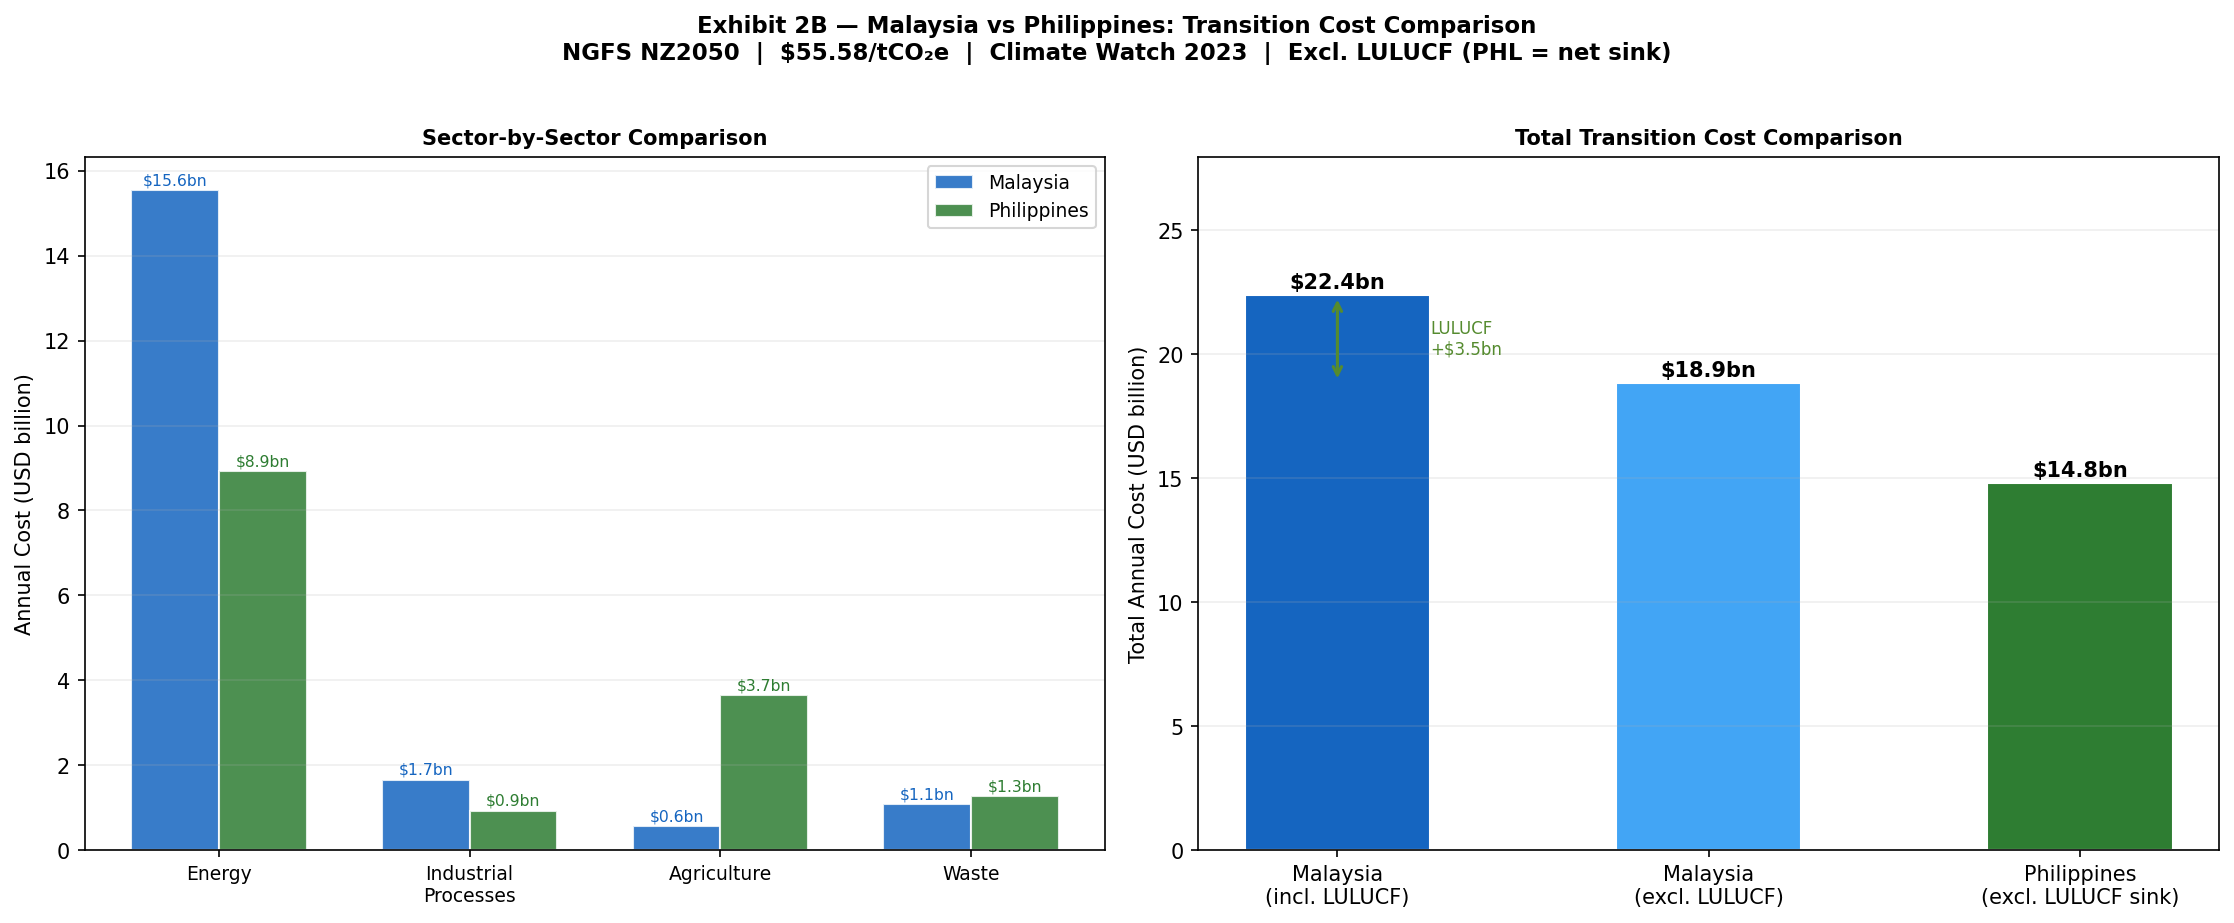 Exhibit 2B — Malaysia vs Philippines: Transition Cost Comparison
NGFS NZ2050 | $55.58/tCO₂e | Climate Watch 2023 | Excl. LULUCF (PHL = net sink)
Sector-by-Sector Comparison
Annual Cost (USD billion)
16
14
12
10
8
6
4
2
0
$15.6bn
$8.9bn
$1.7bn
$0.9bn
$0.6bn
$3.7bn
$1.1bn
$1.3bn
Malaysia
Philippines
Energy
Industrial
Processes
Agriculture
Waste
Total Transition Cost Comparison
Total Annual Cost (USD billion)
25
20
15
10
5
0
$22.4bn
LULUCF
+$3.5bn
$18.9bn
$14.8bn
Malaysia
(incl. LULUCF)
Malaysia
(excl. LULUCF)
Philippines
(excl. LULUCF sink)